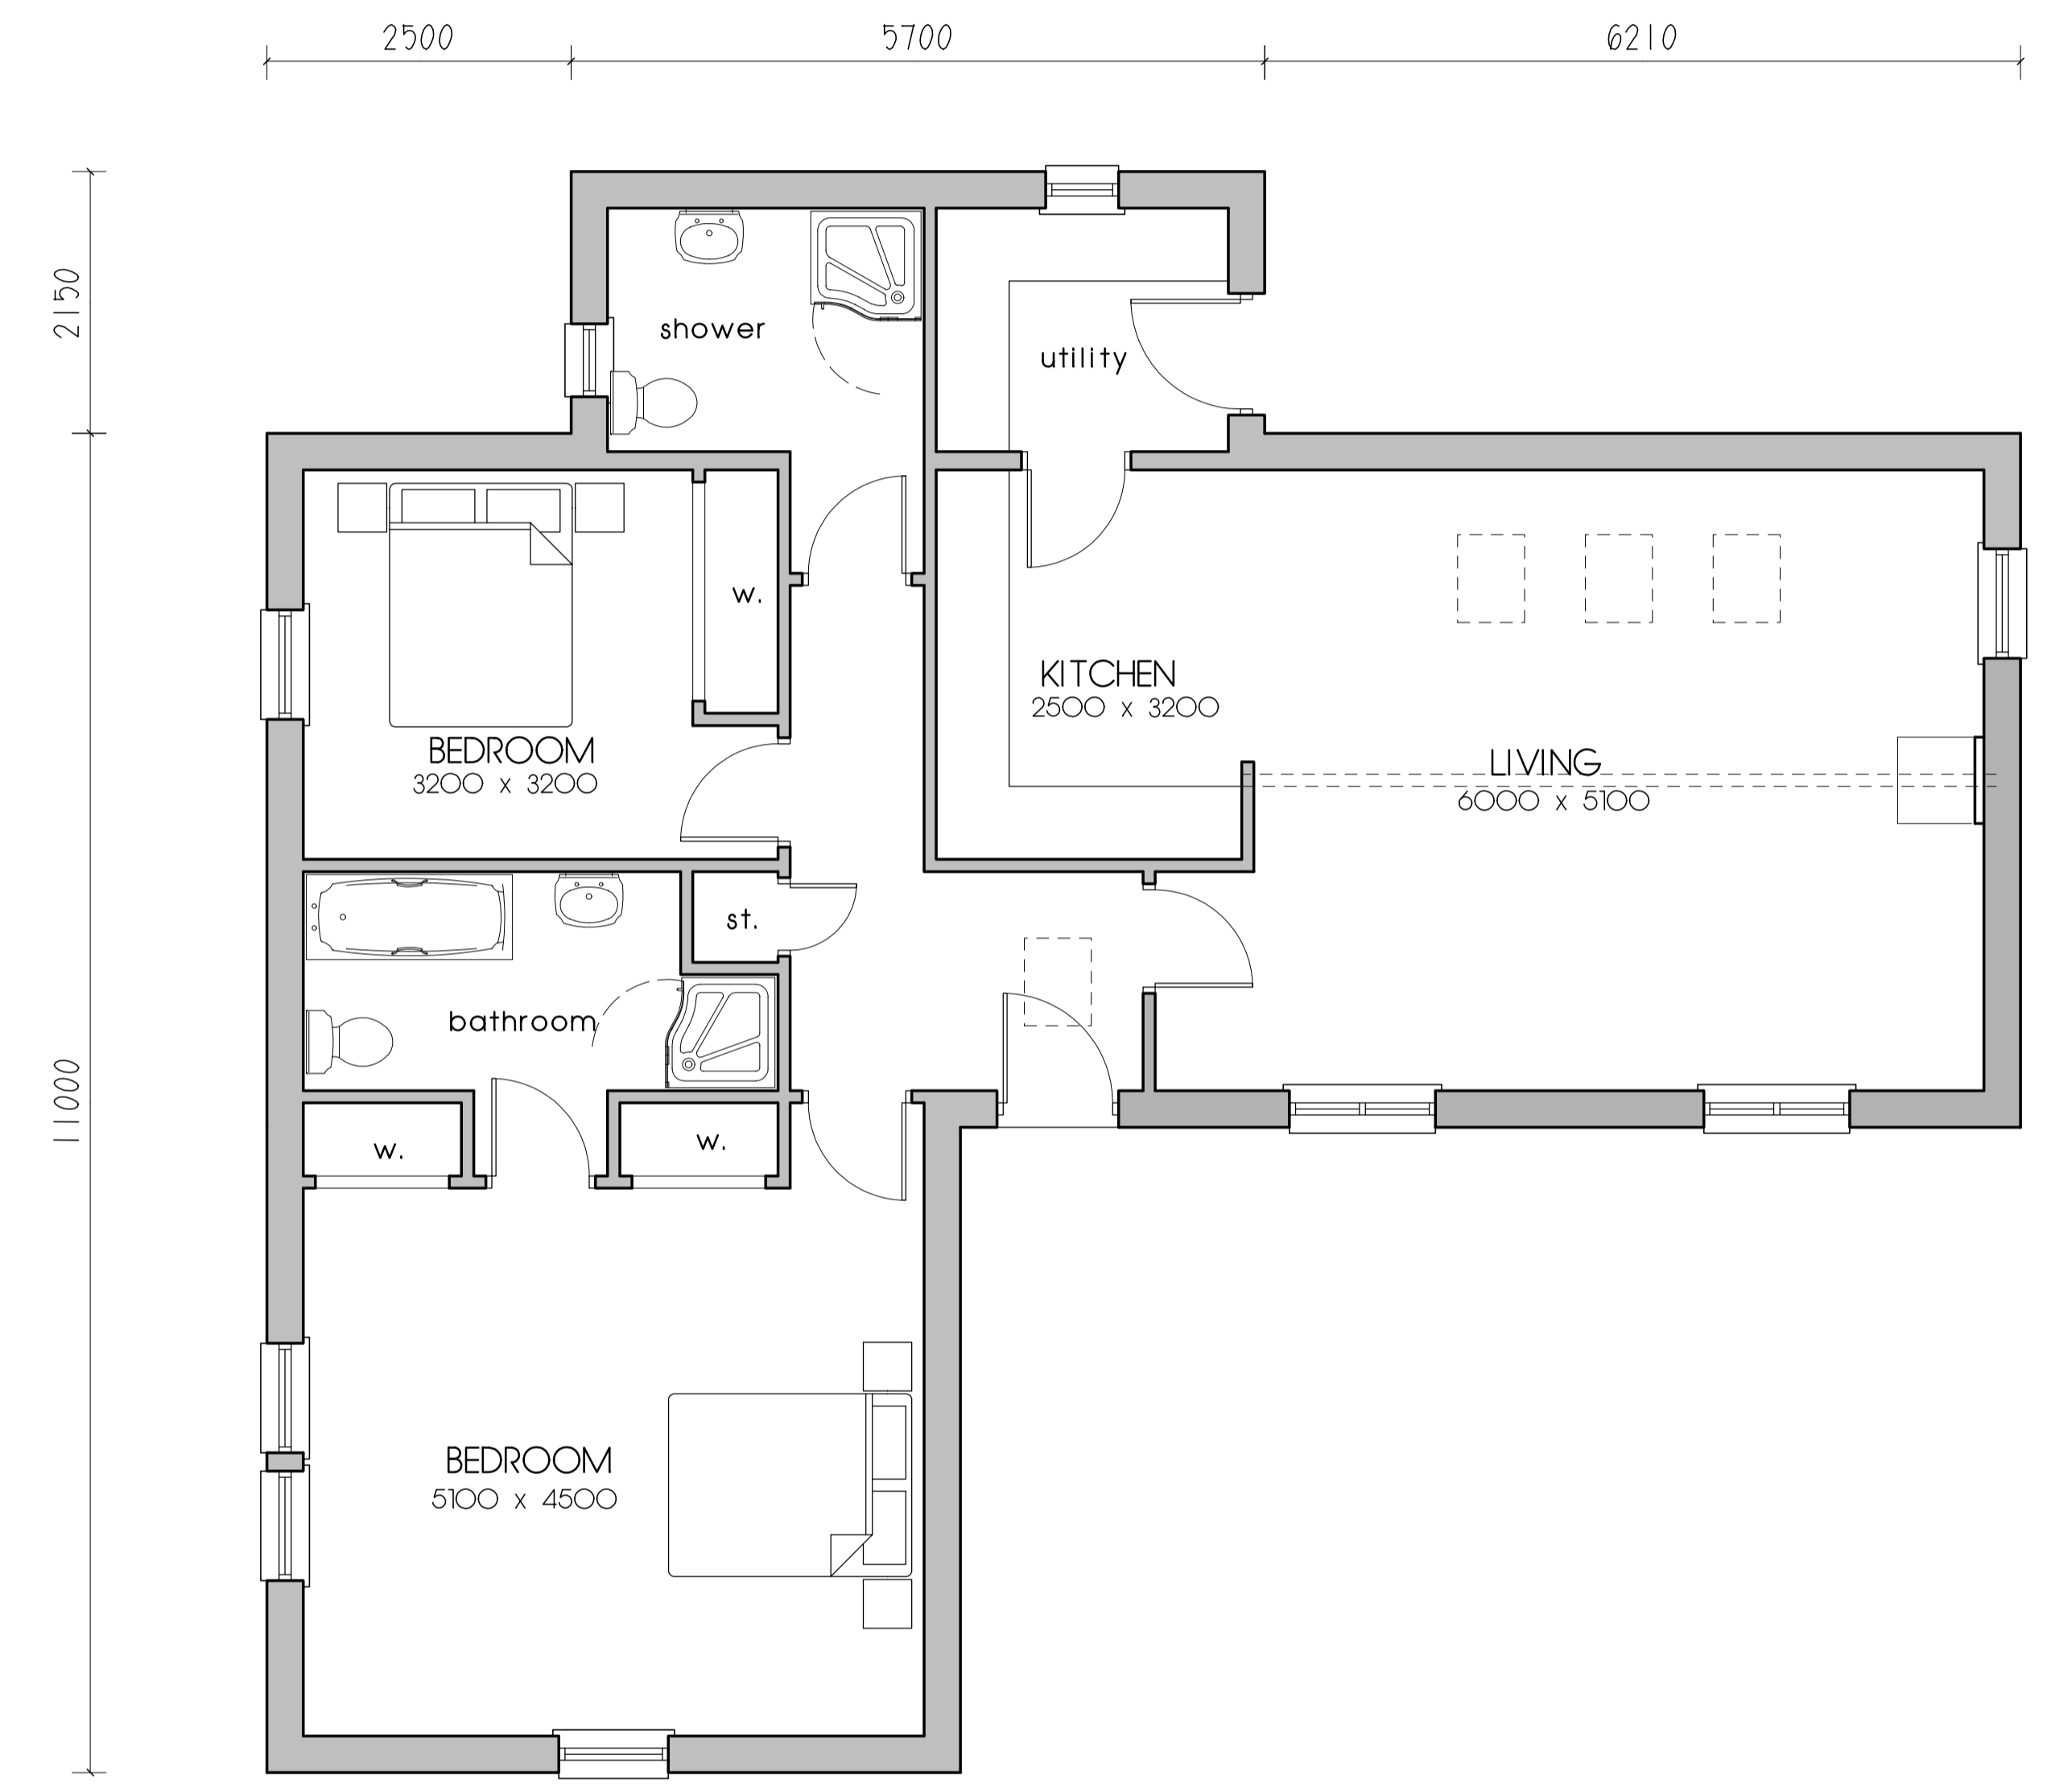 2500
5700
6210
2150
11000
shower
utility
w.
KITCHEN
2500 x 3200
BEDROOM
3200 x 3200
LIVING
6000 x 5100
st.
bathroom
w.
w.
BEDROOM
5100 x 4500